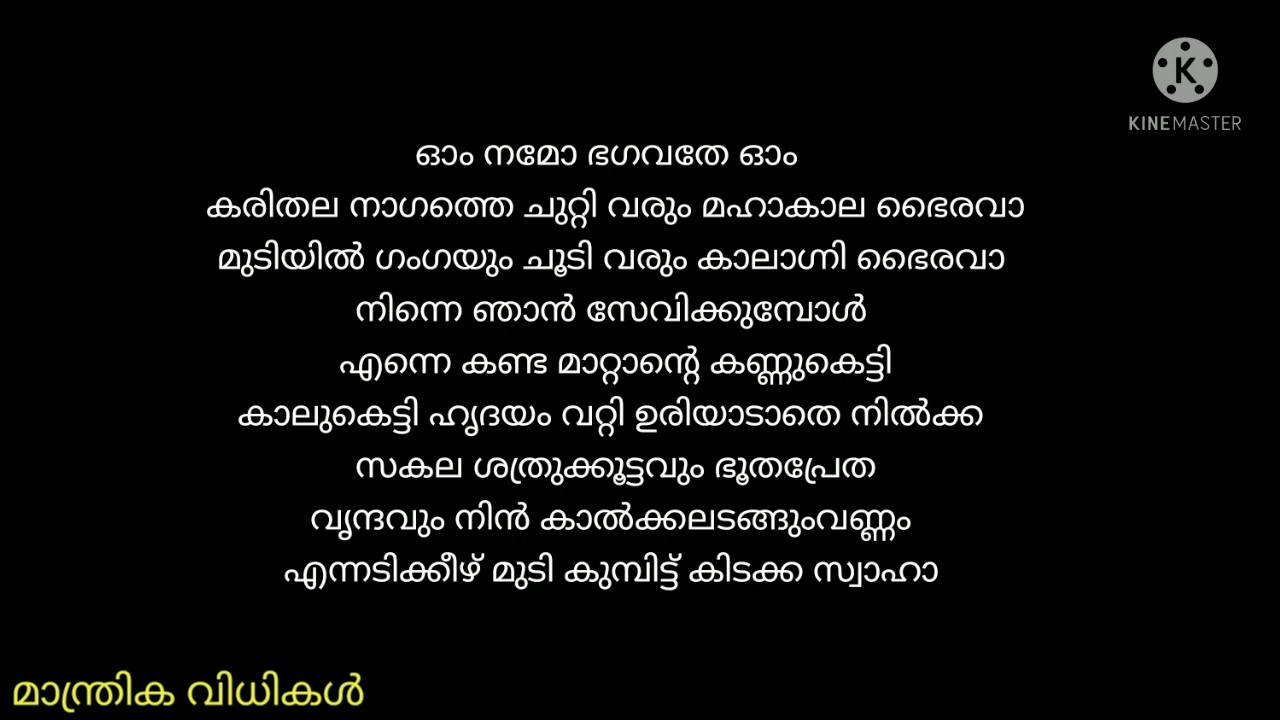 KINEMASTER
ഓം നമോ ഭഗവതേ ഓം
കരിതല നാഗത്തെ ചുറ്റി വരും മഹാകാല ഭൈരവാ
മുടിയിൽ ഗംഗയും ചൂടി വരും കാലാഗ്നി ഭൈരവാ
നിന്നെ ഞാൻ സേവിക്കുമ്പോൾ
എന്നെ കണ്ട മാറ്റാന്റെ കണ്ണുകെട്ടി
കാലുകെട്ടി ഹൃദയം വറ്റി ഉരിയാടാതെ നിൽക്ക
സകല ശത്രുക്കൂട്ടവും ഭൂതപ്രേത
വൃന്ദവും നിൻ കാൽക്കലടങ്ങുംവണ്ണം
എന്നടിക്കീഴ് മുടി കുമ്പിട്ട് കിടക്ക സ്വാഹാ
മാന്ത്രിക വിധികൾ